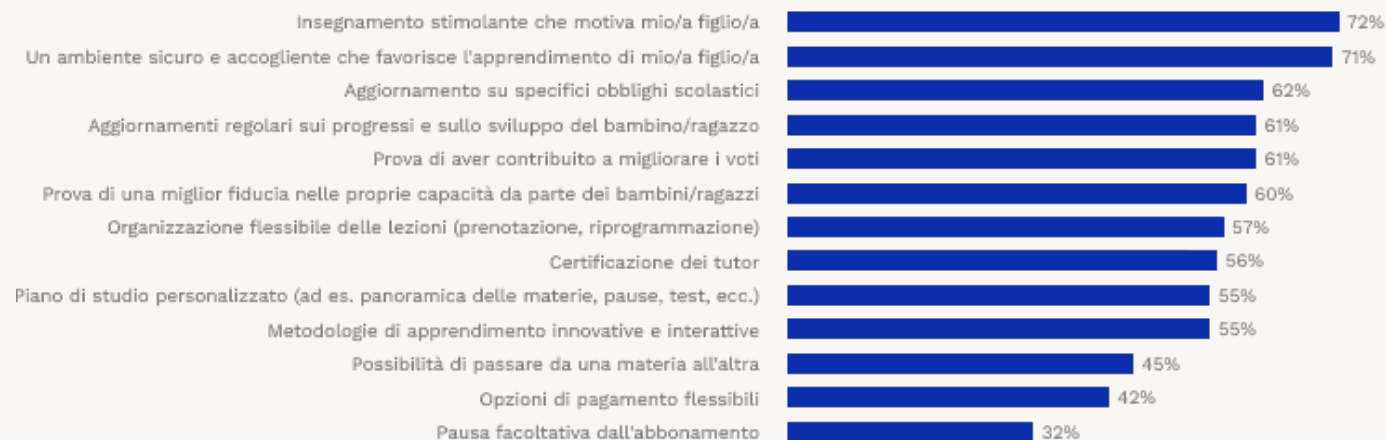 Insegnamento stimolante che motiva mio/a figlio/a 72%
Un ambiente sicuro e accogliente che favorisce l'apprendimento di mio/a figlio/a 71%
Aggiornamento su specifici obblighi scolastici 62%
Aggiornamenti regolari sui progressi e sullo sviluppo del bambino/ragazzo 61%
Prova di aver contribuito a migliorare i voti 61%
Prova di una miglior fiducia nelle proprie capacità da parte dei bambini/ragazzi 60%
Organizzazione flessibile delle lezioni (prenotazione, riprogrammazione) 57%
Certificazione dei tutor 56%
Piano di studio personalizzato (ad es. panoramica delle materie, pause, test, ecc.) 55%
Metodologie di apprendimento innovative e interattive 55%
Possibilità di passare da una materia all'altra 45%
Opzioni di pagamento flessibili 42%
Pausa facoltativa dall'abbonamento 32%